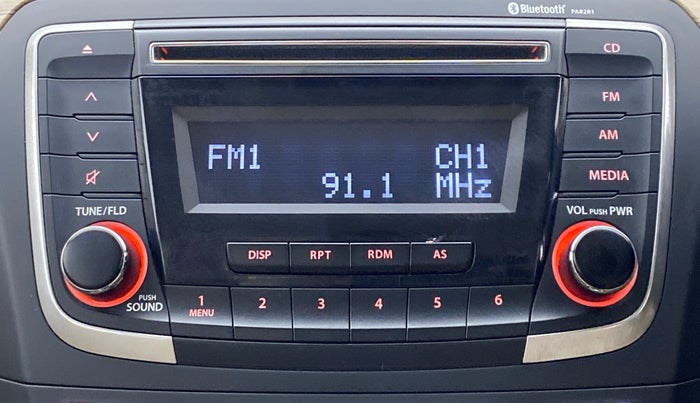 Bluetooth PA82R1
CD
FM
AM
MEDIA
FM1 CH1
91.1 MHz
TUNE/FLD
VOL PUSH PWR
DISP RPT RDM AS
PUSH
SOUND
1 2 3 4 5 6
MENU